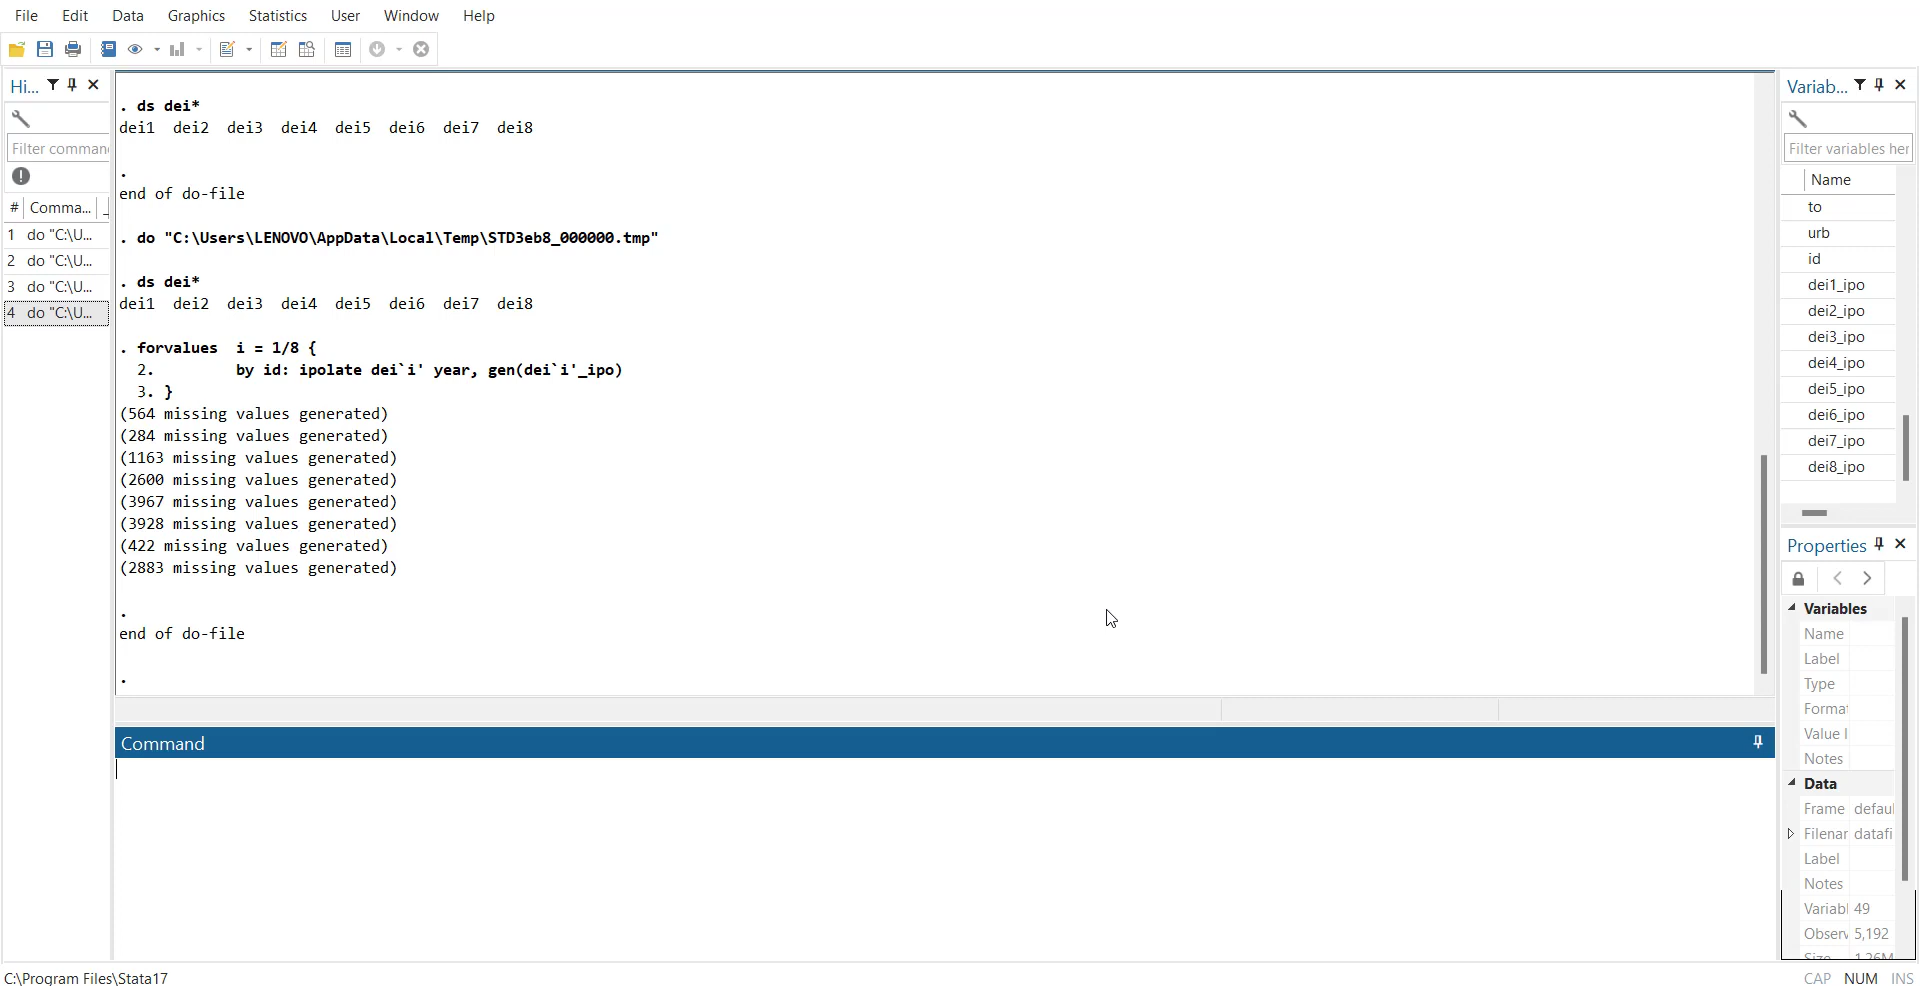 File Edit Data Graphics Statistics User Window Help
Hi...
Filter comman
# Comma...
1 do "C:\U...
2 do "C:\U...
3 do "C:\U...
4 do "C:\U...
. ds dei*
dei1 dei2 dei3 dei4 dei5 dei6 dei7 dei8
.
end of do-file
. do "C:\Users\LENOVO\AppData\Local\Temp\STD3eb8_000000.tmp"
. ds dei*
dei1 dei2 dei3 dei4 dei5 dei6 dei7 dei8
. forvalues i = 1/8 {
2. by id: ipolate dei`i' year, gen(dei`i'_ipo)
3. }
(564 missing values generated)
(284 missing values generated)
(1163 missing values generated)
(2600 missing values generated)
(3967 missing values generated)
(3928 missing values generated)
(422 missing values generated)
(2883 missing values generated)
.
end of do-file
.
Command
Variab...
Filter variables her
Name
to
urb
id
dei1_ipo
dei2_ipo
dei3_ipo
dei4_ipo
dei5_ipo
dei6_ipo
dei7_ipo
dei8_ipo
Properties
Variables
Name
Label
Type
Forma
Value l
Notes
Data
Frame defaul
Filenar datafi
Label
Notes
Variabl 49
Observ 5,192
Size 1.26M
C:\Program Files\Stata17
CAP NUM INS